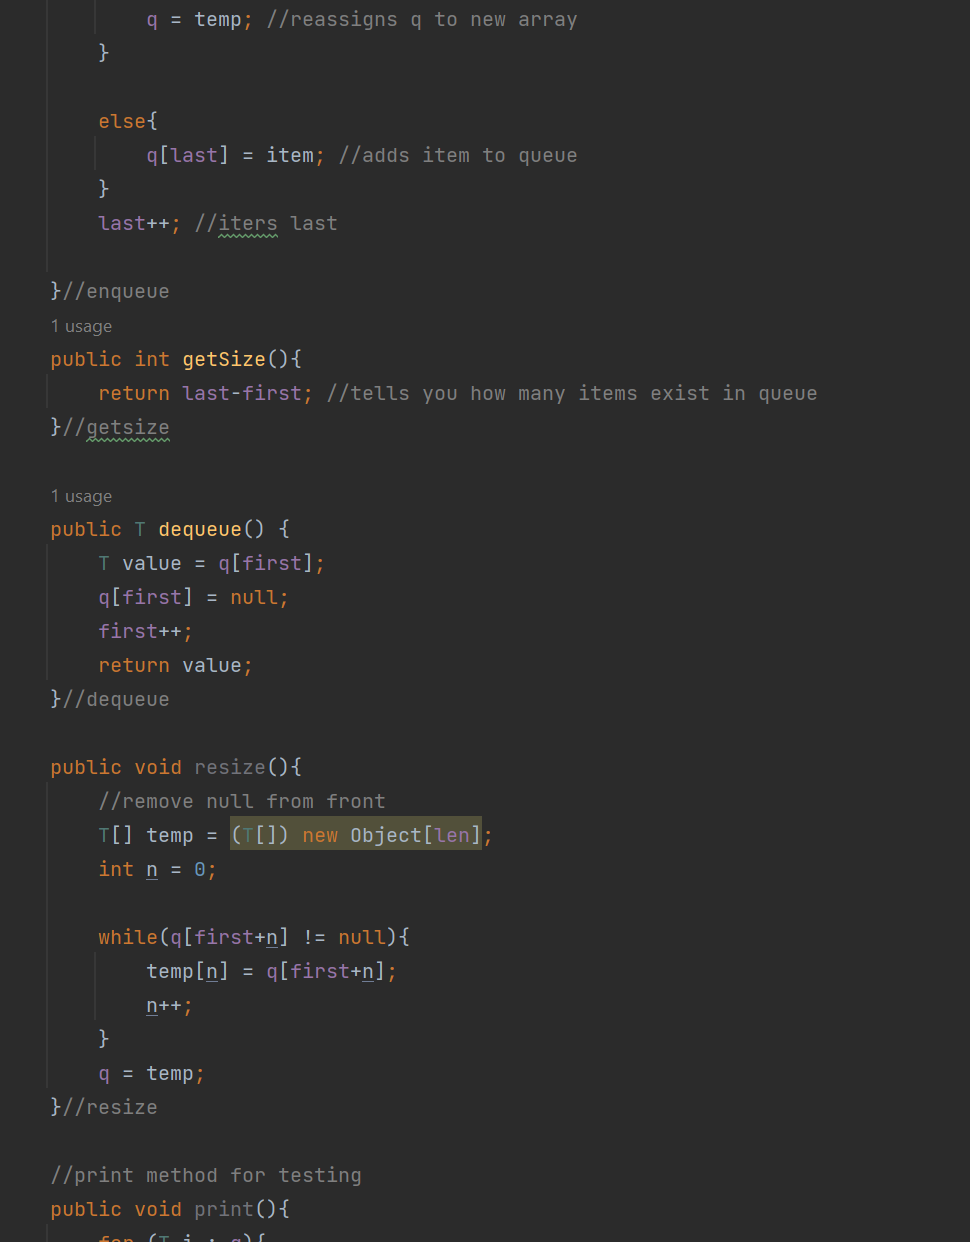 q = temp; //reassigns q to new array
}
else{
q[last] = item; //adds item to queue
}
last++; //iters last
}//enqueue
1 usage
public int getSize(){
return last-first; //tells you how many items exist in queue
}//getsize
1 usage
public T dequeue() {
T value = q[first];
q[first] = null;
first++;
return value;
}//dequeue
public void resize(){
//remove null from front
T[] temp = (T[]) new Object[len];
int n = 0;
while(q[first+n] != null){
temp[n] = q[first+n];
n++;
}
q = temp;
}//resize
//print method for testing
public void print(){
for (T i : q){